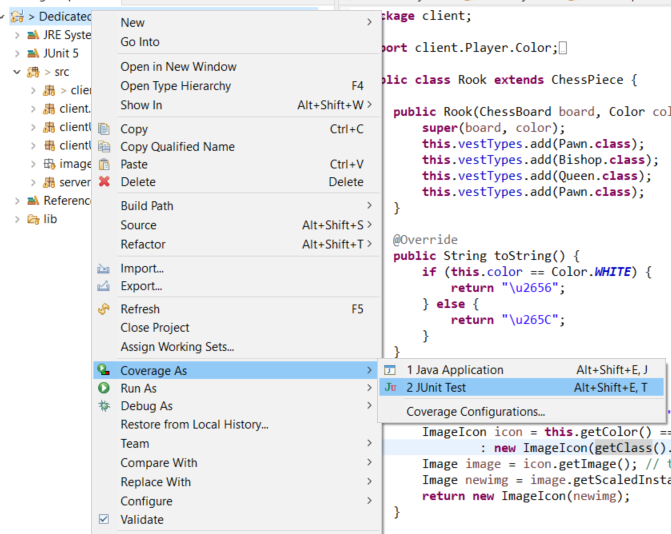 > Dedicated
JRE Syste
JUnit 5
> src
> clie
client.
client
client
image
server
Referenc
lib
New
Go Into
Open in New Window
Open Type Hierarchy F4
Show In Alt+Shift+W >
Copy Ctrl+C
Copy Qualified Name
Paste Ctrl+V
Delete Delete
Build Path
Source Alt+Shift+S >
Refactor Alt+Shift+T >
Import...
Export...
Refresh F5
Close Project
Assign Working Sets...
Coverage As
Run As
Debug As
Restore from Local History...
Team
Compare With
Replace With
Configure
Validate
1 Java Application Alt+Shift+E, J
2 JUnit Test Alt+Shift+E, T
Coverage Configurations...
ckage client;
port client.Player.Color;
lic class Rook extends ChessPiece {
public Rook(ChessBoard board, Color col
super(board, color);
this.vestTypes.add(Pawn.class);
this.vestTypes.add(Bishop.class);
this.vestTypes.add(Queen.class);
this.vestTypes.add(Pawn.class);
}
@Override
public String toString() {
if (this.color == Color.WHITE) {
return "\u2656";
} else {
return "\u265C";
}
}
ImageIcon icon = this.getColor() ==
: new ImageIcon(getClass().
Image image = icon.getImage(); // t
Image newimg = image.getScaledInsta
return new ImageIcon(newimg);
}